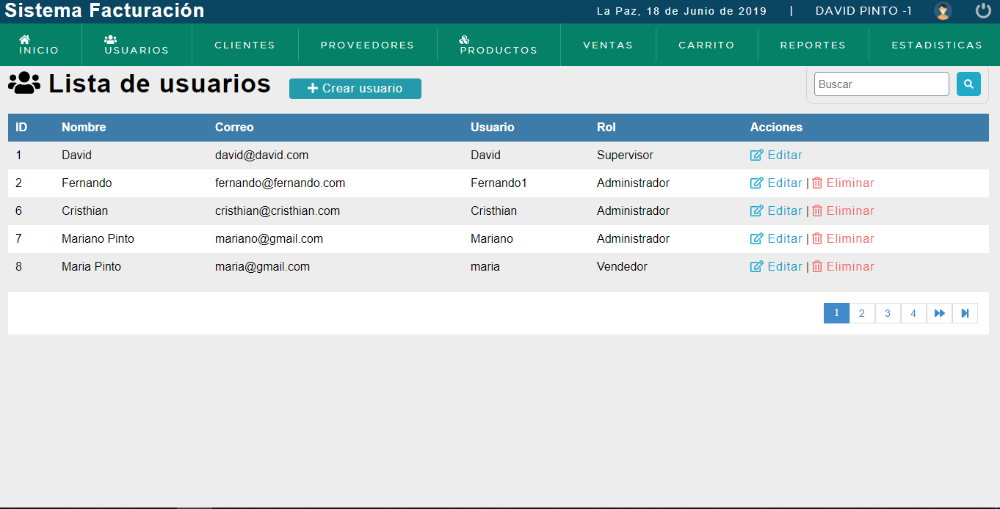 Sistema Facturación
La Paz, 18 de Junio de 2019 | DAVID PINTO -1
INICIO USUARIOS CLIENTES PROVEEDORES PRODUCTOS VENTAS CARRITO REPORTES ESTADISTICAS
Lista de usuarios
+ Crear usuario
Buscar
ID Nombre Correo Usuario Rol Acciones
1 David david@david.com David Supervisor Editar
2 Fernando fernando@fernando.com Fernando1 Administrador Editar | Eliminar
6 Cristhian cristhian@cristhian.com Cristhian Administrador Editar | Eliminar
7 Mariano Pinto mariano@gmail.com Mariano Administrador Editar | Eliminar
8 Maria Pinto maria@gmail.com maria Vendedor Editar | Eliminar
1 2 3 4